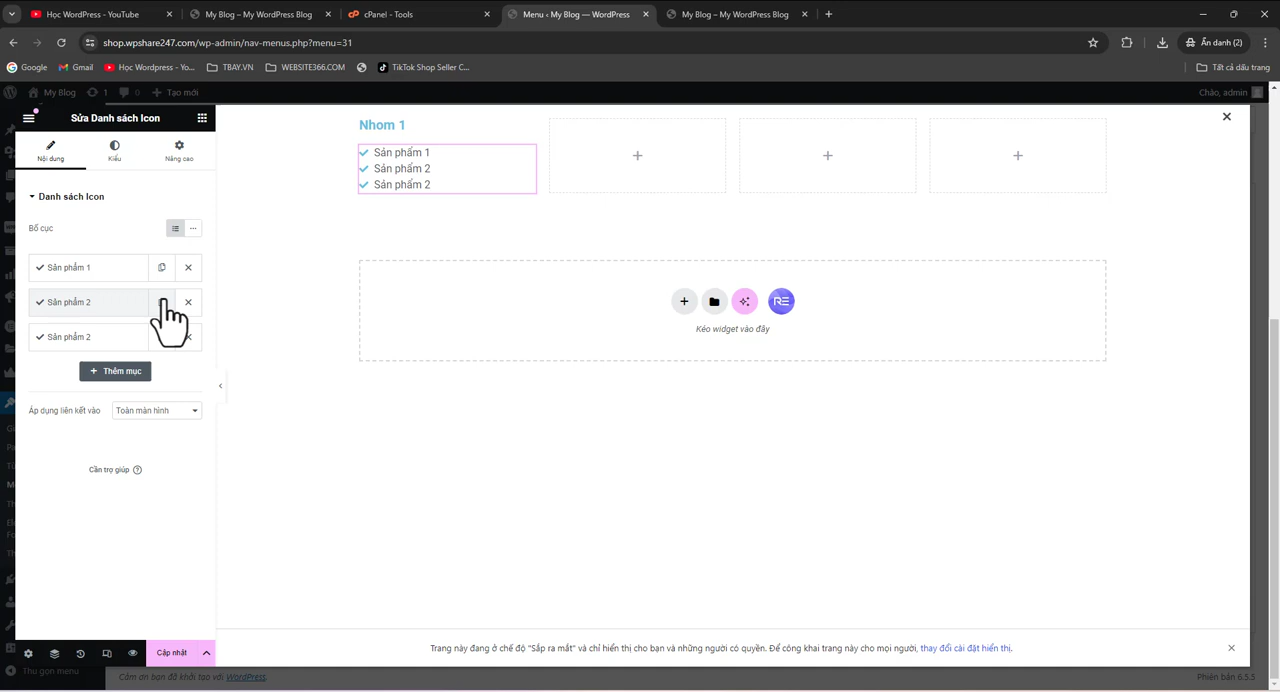 Học WordPress - YouTube
My Blog – My WordPress Blog
cPanel - Tools
Menu ‹ My Blog — WordPress
My Blog – My WordPress Blog
shop.wpshare247.com/wp-admin/nav-menus.php?menu=31
Ẩn danh (2)
Google
Gmail
Học Wordpress - Yo...
TBAY.VN
WEBSITE366.COM
TikTok Shop Seller C...
Tất cả dấu trang
My Blog
1
0
Tạo mới
Chào, admin
Sửa Danh sách Icon
Nội dung
Kiểu
Nâng cao
Danh sách Icon
Bố cục
Sản phẩm 1
Sản phẩm 2
Sản phẩm 2
Thêm mục
Áp dụng liên kết vào
Toàn màn hình
Cần trợ giúp
Cập nhật
Nhom 1
Sản phẩm 1
Sản phẩm 2
Sản phẩm 2
Kéo widget vào đây
Trang này đang ở chế độ "Sắp ra mắt" và chỉ hiển thị cho bạn và những người có quyền. Để công khai trang này cho mọi người, thay đổi cài đặt hiển thị.
Thu gọn menu
Cảm ơn bạn đã khởi tạo với WordPress.
Phiên bản 6.5.5